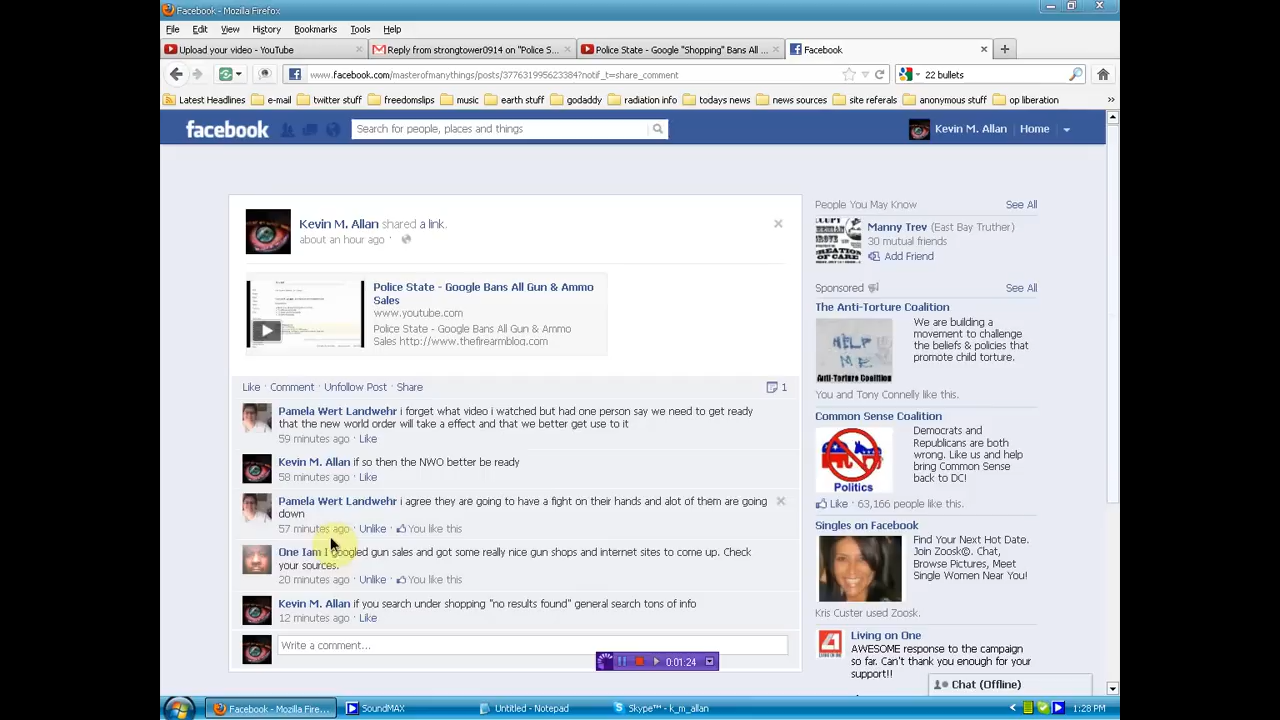 Facebook - Mozilla Firefox
File Edit View History Bookmarks Tools Help
Upload your video - YouTube
Reply from strongtower0914 on "Police S...
Police State - Google "Shopping" Bans All ...
Facebook
www.facebook.com/masterofmanythings/posts/377631995623384?notif_t=share_comment
22 bullets
Latest Headlines e-mail twitter stuff freedomslips music earth stuff godaddy radiation info todays news news sources site referals anonymous stuff op liberation
facebook
Search for people, places and things
Kevin M. Allan Home
Kevin M. Allan shared a link.
about an hour ago
Police State - Google Bans All Gun & Ammo
Sales
www.youtube.com
Police State - Google Bans All Gun & Ammo
Sales http://www.thefirearmblog.com
Like · Comment · Unfollow Post · Share
1
Pamela Wert Landwehr i forget what video i watched but had one person say we need to get ready
that the new world order will take a effect and that we better get use to it
59 minutes ago · Like
Kevin M. Allan if so then the NWO better be ready
58 minutes ago · Like
Pamela Wert Landwehr i agree they are going to have a fight on their hands and alot of them are going
down
57 minutes ago · Unlike · You like this
One Iam I googled gun sales and got some really nice gun shops and internet sites to come up. Check
your sources.
20 minutes ago · Unlike · You like this
Kevin M. Allan if you search under shopping "no results found" general search tons of info
12 minutes ago · Like
Write a comment...
0:01:24
People You May Know See All
Manny Trev (East Bay Truther)
30 mutual friends
Add Friend
Sponsored See All
The Anti-Torture Coalition
HELP
ME
Anti-Torture Coalition
We are building a
movement to challenge
the beliefs & policies that
promote child torture.
You and Tony Connelly like this.
Common Sense Coalition
Politics
Democrats and
Republicans are both
wrong. Like us and help
bring Common Sense
back to DC!
Like · 63,166 people like this.
Singles on Facebook
Find Your Next Hot
Date. Chat,
Browse Pictures, Meet
Single Women Near You!
Join Zoosk©.
Kris Custer used Zoosk.
Living on One
AWESOME response to the campaign
so far. Can't thank you enough for your
support!!
Chat (Offline)
Facebook - Mozilla Fire...
SoundMAX
Untitled - Notepad
Skype™ - k_m_allan
1:28 PM